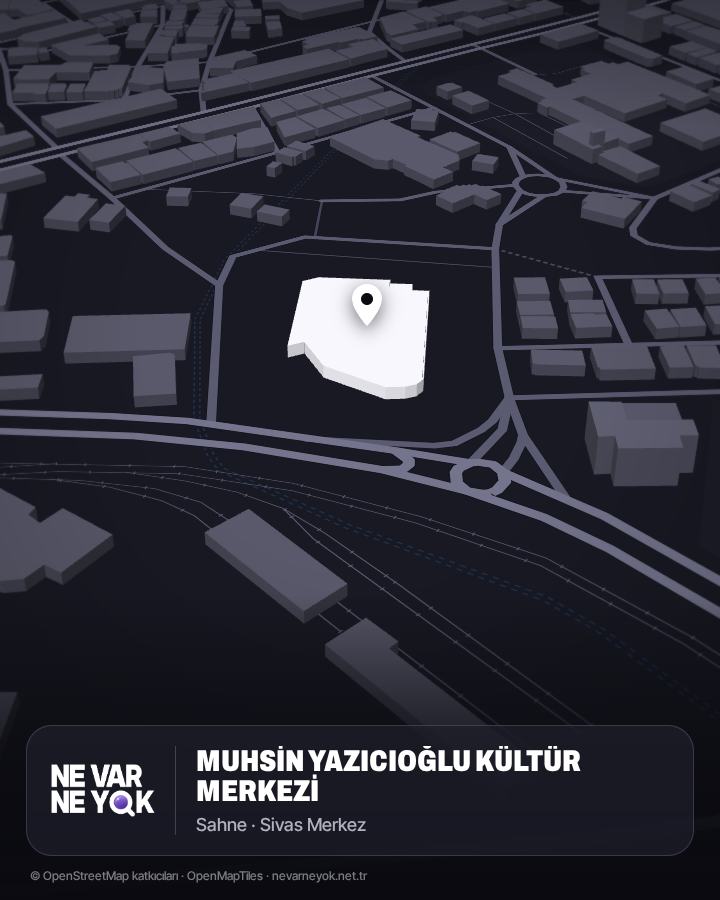 NE VAR
NE YOK
MUHSİN YAZICIOĞLU KÜLTÜR
MERKEZİ
Sahne · Sivas Merkez
© OpenStreetMap katkıcıları · OpenMapTiles · nevarneyok.net.tr